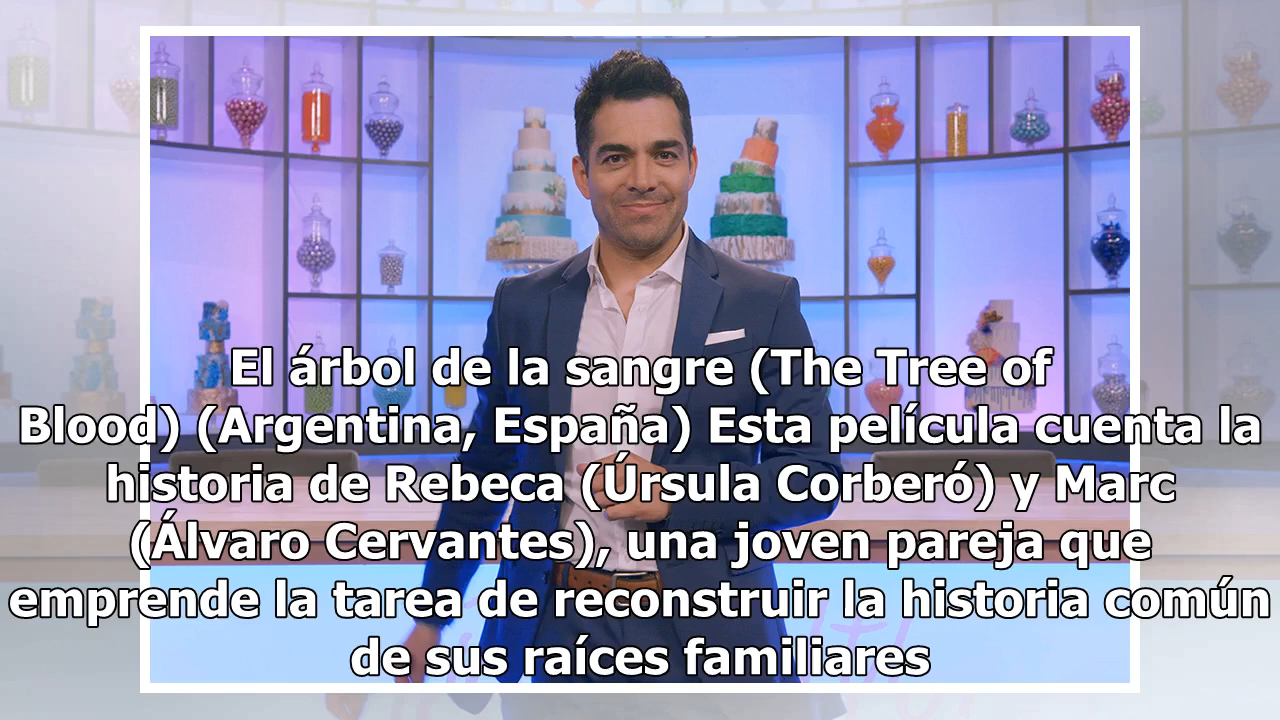 El árbol de la sangre (The Tree of
Blood) (Argentina, España) Esta película cuenta la
historia de Rebeca (Úrsula Corberó) y Marc
(Álvaro Cervantes), una joven pareja que
emprende la tarea de reconstruir la historia común
de sus raíces familiares